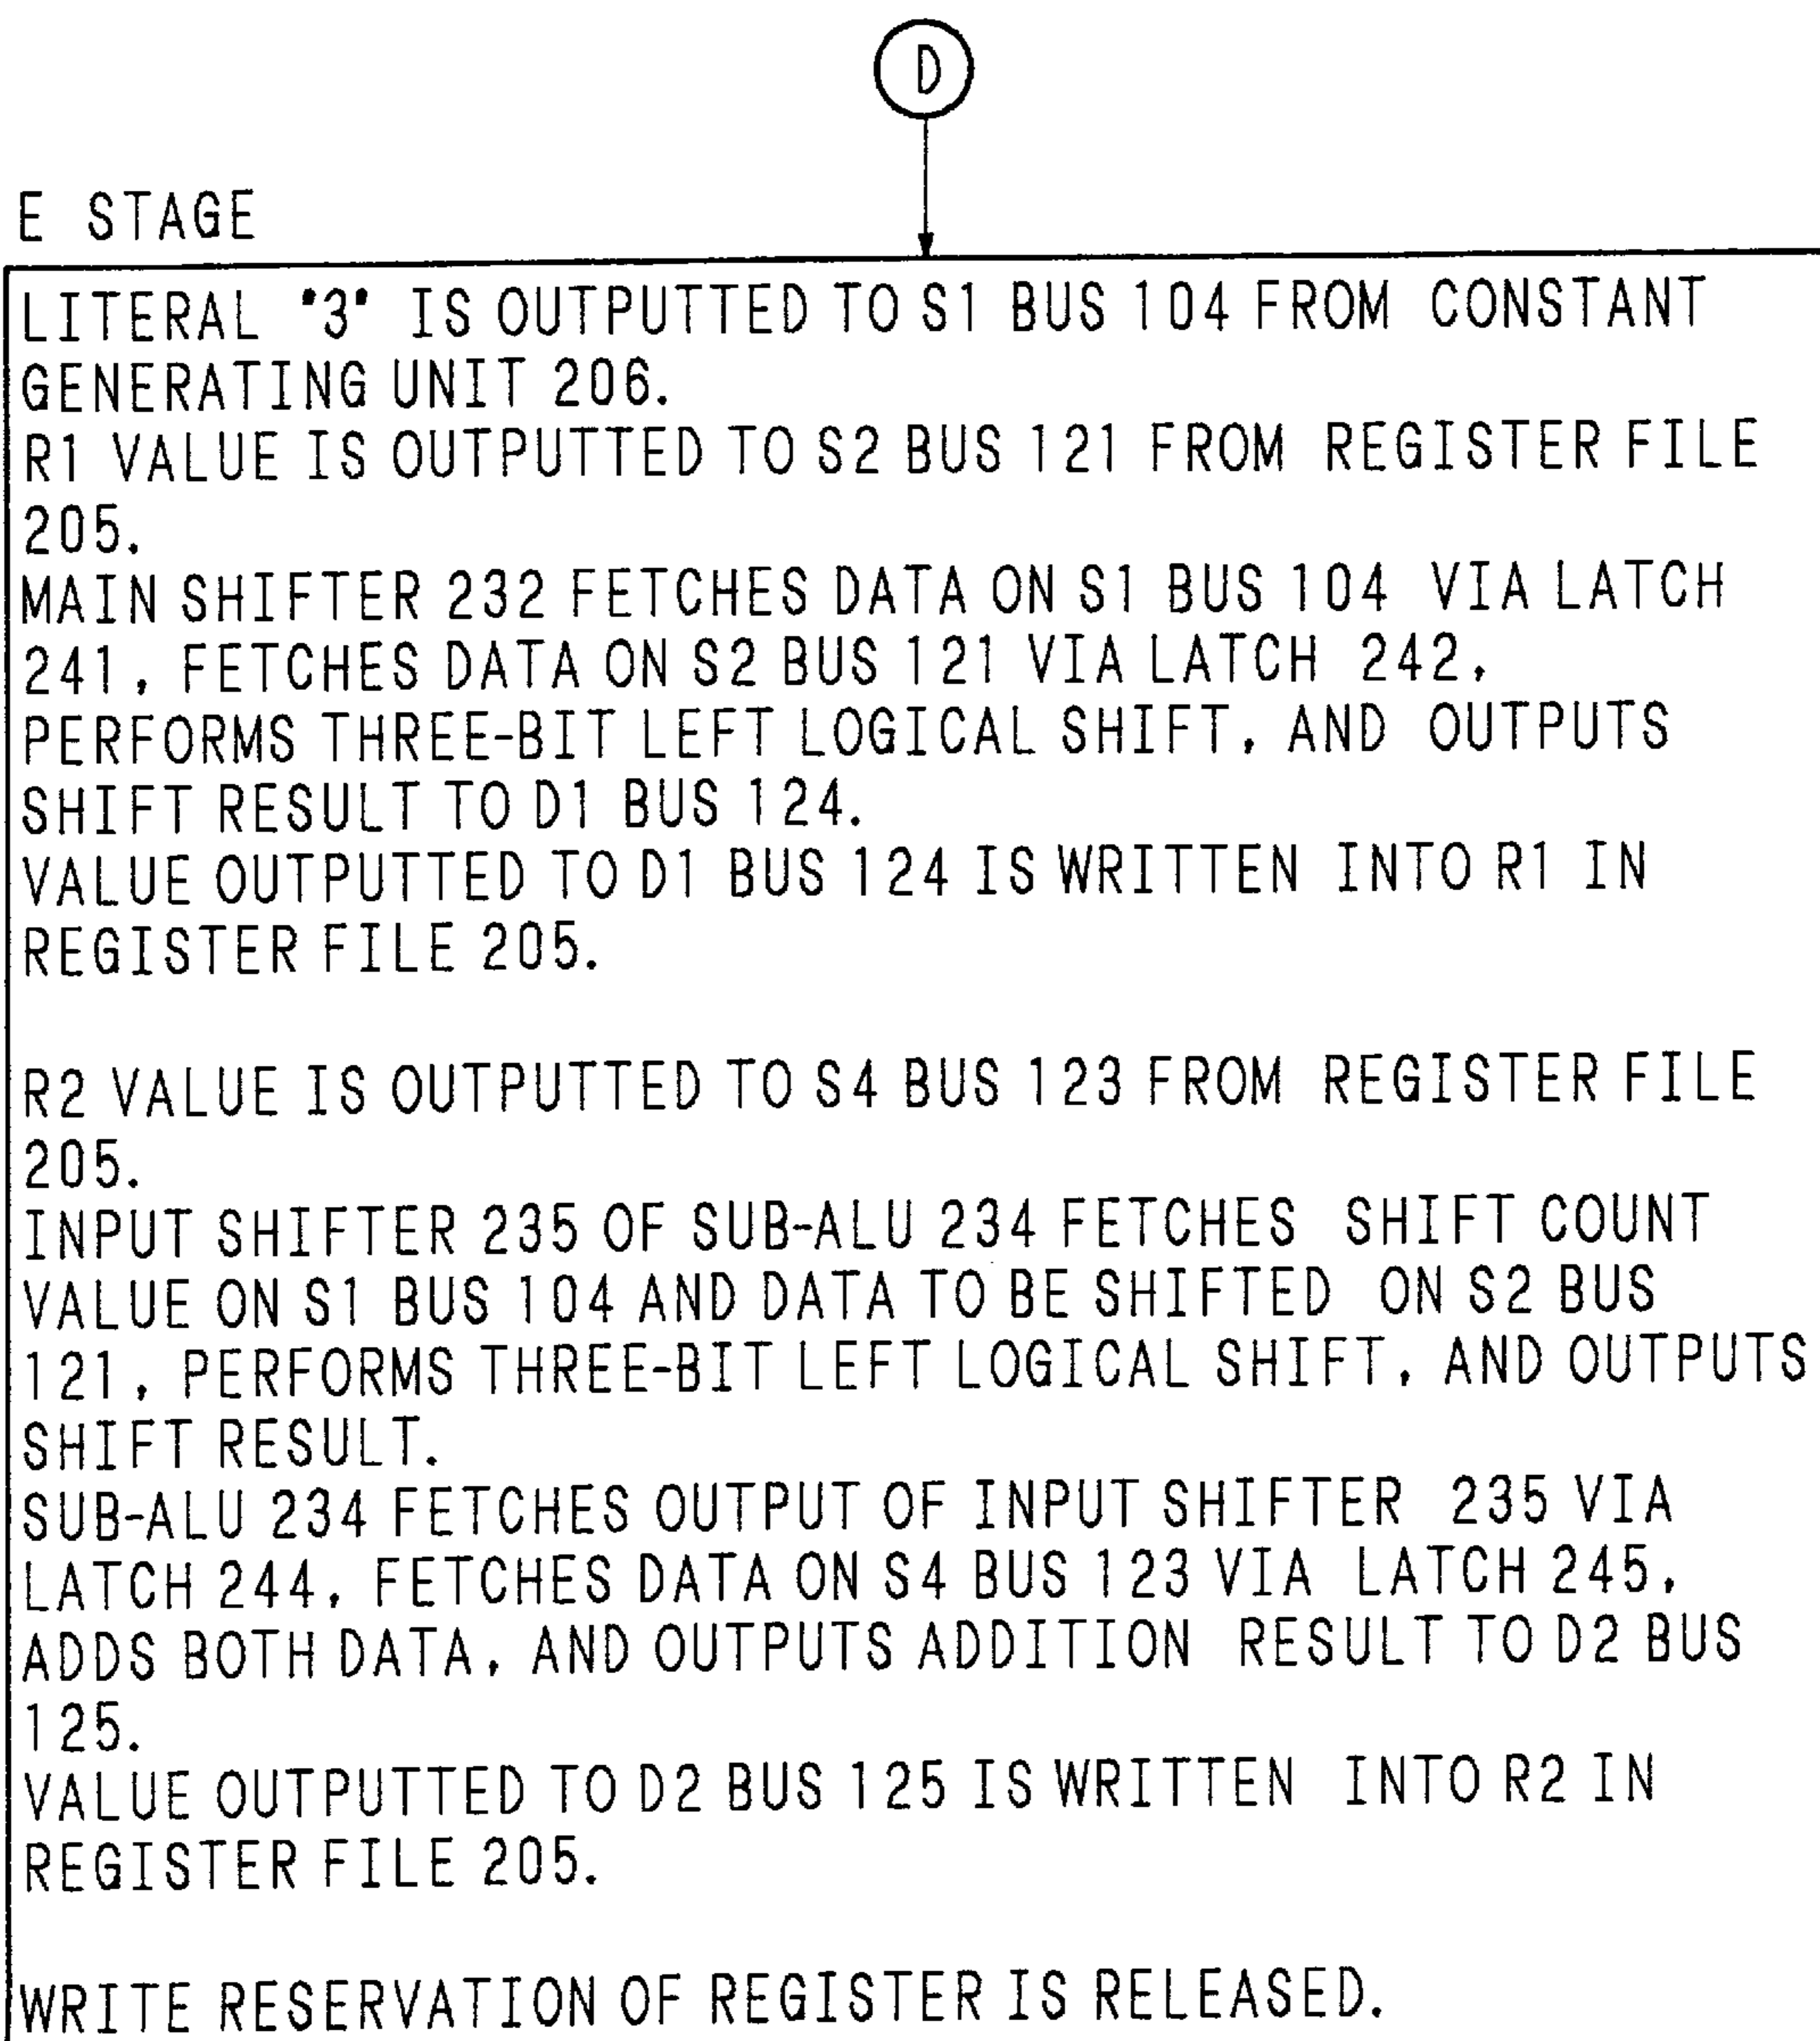 D
E STAGE
LITERAL "3" IS OUTPUTTED TO S1 BUS 104 FROM CONSTANT
GENERATING UNIT 206.
R1 VALUE IS OUTPUTTED TO S2 BUS 121 FROM REGISTER FILE
205.
MAIN SHIFTER 232 FETCHES DATA ON S1 BUS 104 VIA LATCH
241, FETCHES DATA ON S2 BUS 121 VIA LATCH 242,
PERFORMS THREE-BIT LEFT LOGICAL SHIFT, AND OUTPUTS
SHIFT RESULT TO D1 BUS 124.
VALUE OUTPUTTED TO D1 BUS 124 IS WRITTEN INTO R1 IN
REGISTER FILE 205.
R2 VALUE IS OUTPUTTED TO S4 BUS 123 FROM REGISTER FILE
205.
INPUT SHIFTER 235 OF SUB-ALU 234 FETCHES SHIFT COUNT
VALUE ON S1 BUS 104 AND DATA TO BE SHIFTED ON S2 BUS
121, PERFORMS THREE-BIT LEFT LOGICAL SHIFT, AND OUTPUTS
SHIFT RESULT.
SUB-ALU 234 FETCHES OUTPUT OF INPUT SHIFTER 235 VIA
LATCH 244, FETCHES DATA ON S4 BUS 123 VIA LATCH 245,
ADDS BOTH DATA, AND OUTPUTS ADDITION RESULT TO D2 BUS
125.
VALUE OUTPUTTED TO D2 BUS 125 IS WRITTEN INTO R2 IN
REGISTER FILE 205.
WRITE RESERVATION OF REGISTER IS RELEASED.